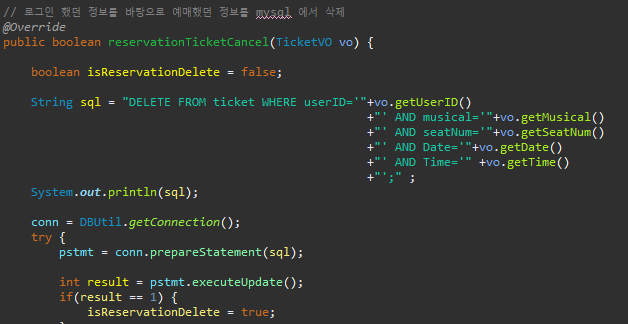 // 로그인 했던 정보를 바탕으로 예매했던 정보를 mysql 에서 삭제
@Override
public boolean reservationTicketCancel(TicketVO vo) {
boolean isReservationDelete = false;
String sql = "DELETE FROM ticket WHERE userID='"+vo.getUserID()
+"' AND musical='"+vo.getMusical()
+"' AND seatNum='"+vo.getSeatNum()
+"' AND Date='"+vo.getDate()
+"' AND Time='" +vo.getTime()
+"';" ;
System.out.println(sql);
conn = DBUtil.getConnection();
try {
pstmt = conn.prepareStatement(sql);
int result = pstmt.executeUpdate();
if(result == 1) {
isReservationDelete = true;